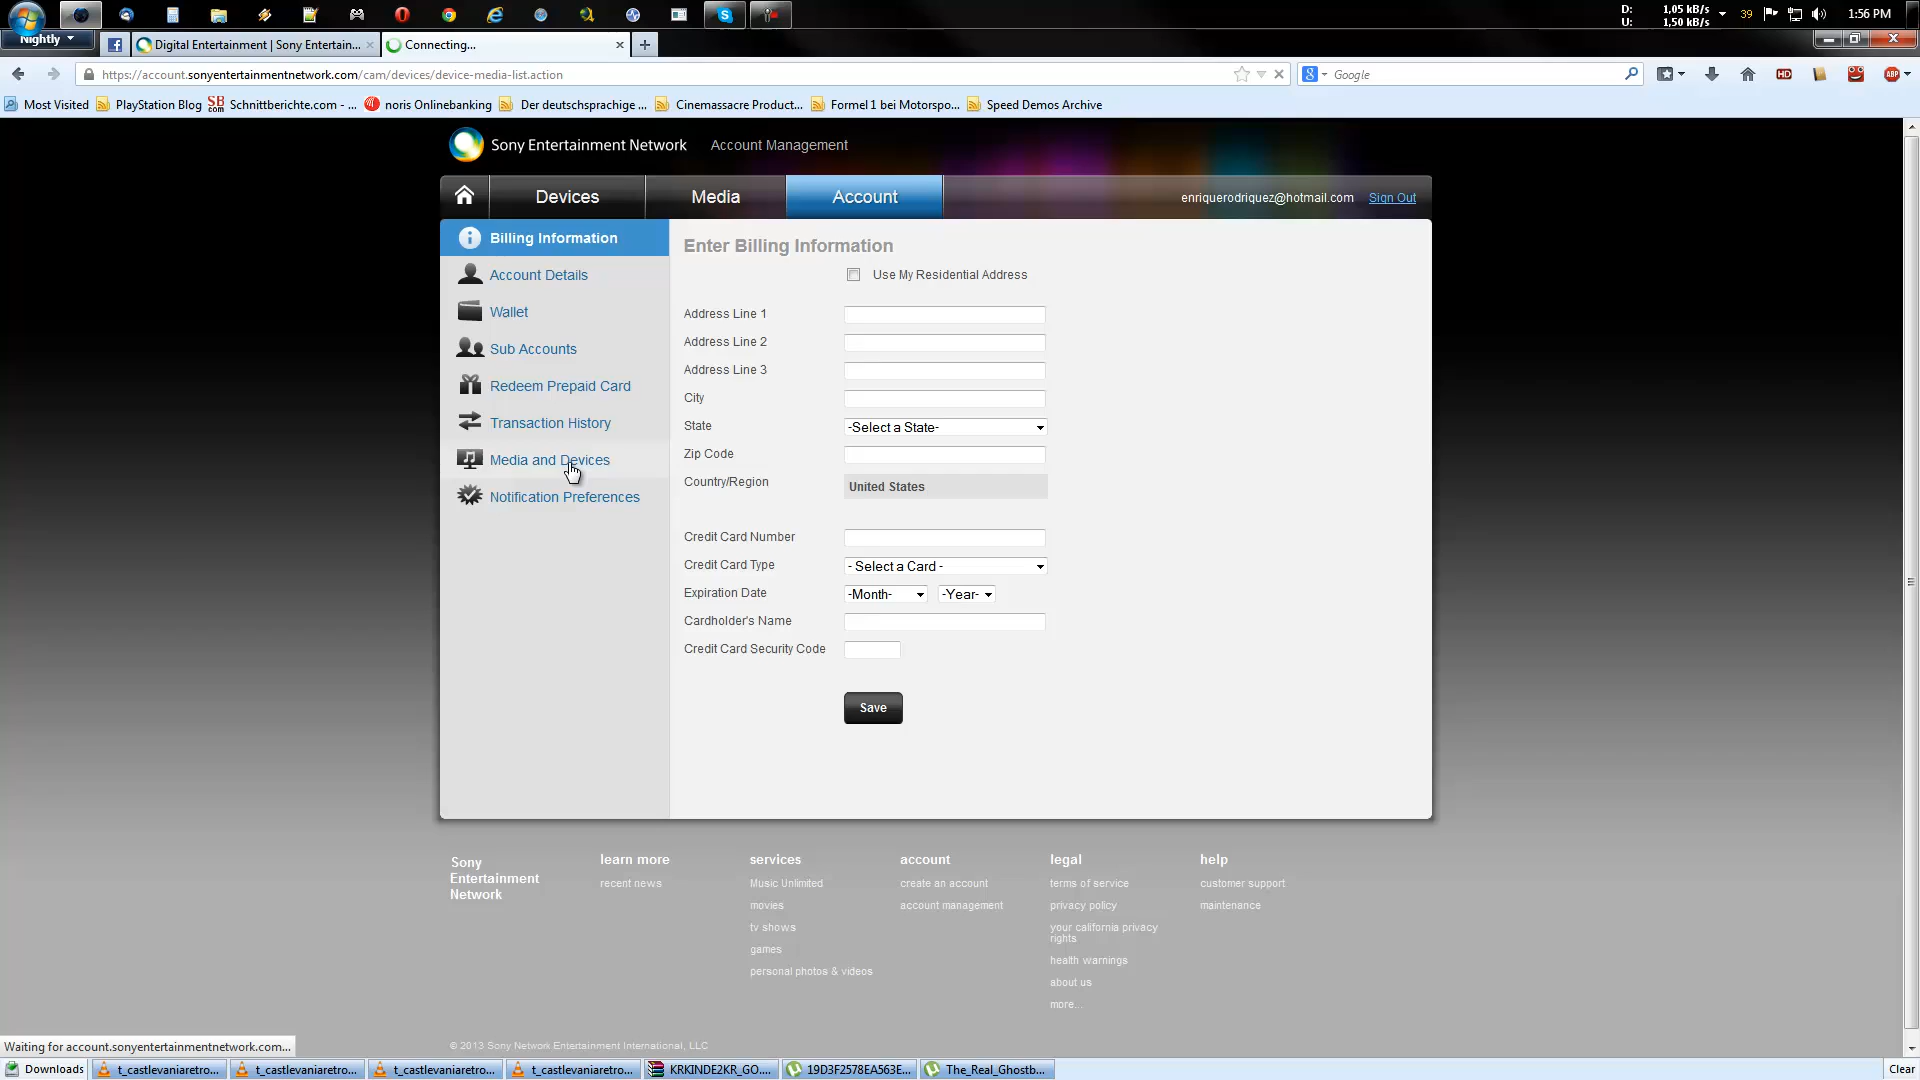 D: 1,05 kB/s
U: 1,50 kB/s
39
1:56 PM
Nightly
Digital Entertainment | Sony Entertain...
Connecting...
https://account.sonyentertainmentnetwork.com/cam/devices/device-media-list.action
Google
HD
ABP
Most Visited
PlayStation Blog
SB.com
Schnittberichte.com - ...
noris Onlinebanking
Der deutschsprachige ...
Cinemassacre Product...
Formel 1 bei Motorspo...
Speed Demos Archive
Sony Entertainment Network
Account Management
Devices
Media
Account
enriquerodriquez@hotmail.com
Sign Out
Billing Information
Account Details
Wallet
Sub Accounts
Redeem Prepaid Card
Transaction History
Media and Devices
Notification Preferences
Enter Billing Information
Use My Residential Address
Address Line 1
Address Line 2
Address Line 3
City
State
-Select a State-
Zip Code
Country/Region
United States
Credit Card Number
Credit Card Type
- Select a Card -
Expiration Date
-Month-
-Year-
Cardholder's Name
Credit Card Security Code
Save
Sony
Entertainment
Network
learn more
recent news
services
Music Unlimited
movies
tv shows
games
personal photos & videos
account
create an account
account management
legal
terms of service
privacy policy
your california privacy
rights
health warnings
about us
more...
help
customer support
maintenance
© 2013 Sony Network Entertainment International, LLC
Waiting for account.sonyentertainmentnetwork.com...
Downloads
t_castlevaniaretro...
t_castlevaniaretro...
t_castlevaniaretro...
t_castlevaniaretro...
KRKINDE2KR_GO....
19D3F2578EA563E...
The_Real_Ghostb...
Clear